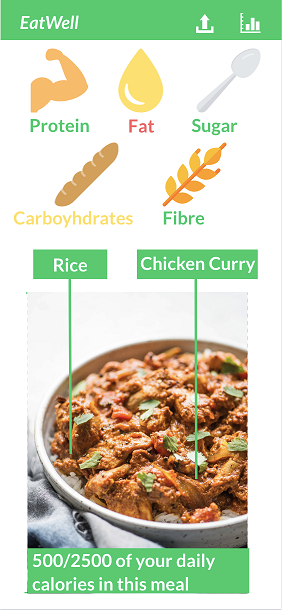 EatWell
Protein Fat Sugar
Carboyhdrates Fibre
Rice Chicken Curry
500/2500 of your daily
calories in this meal